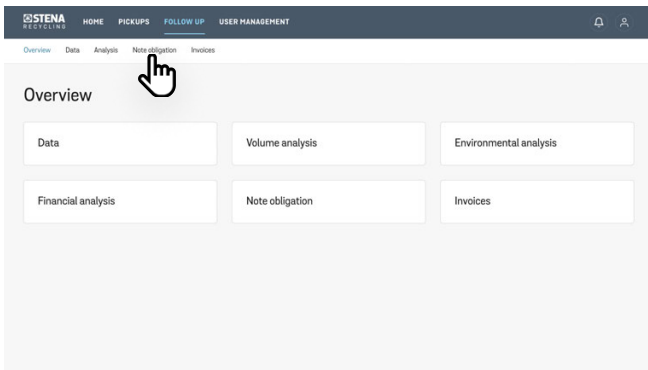 STENA
RECYCLING
HOME PICKUPS FOLLOW UP USER MANAGEMENT
Overview Data Analysis Note obligation Invoices
Overview
Data Volume analysis Environmental analysis
Financial analysis Note obligation Invoices